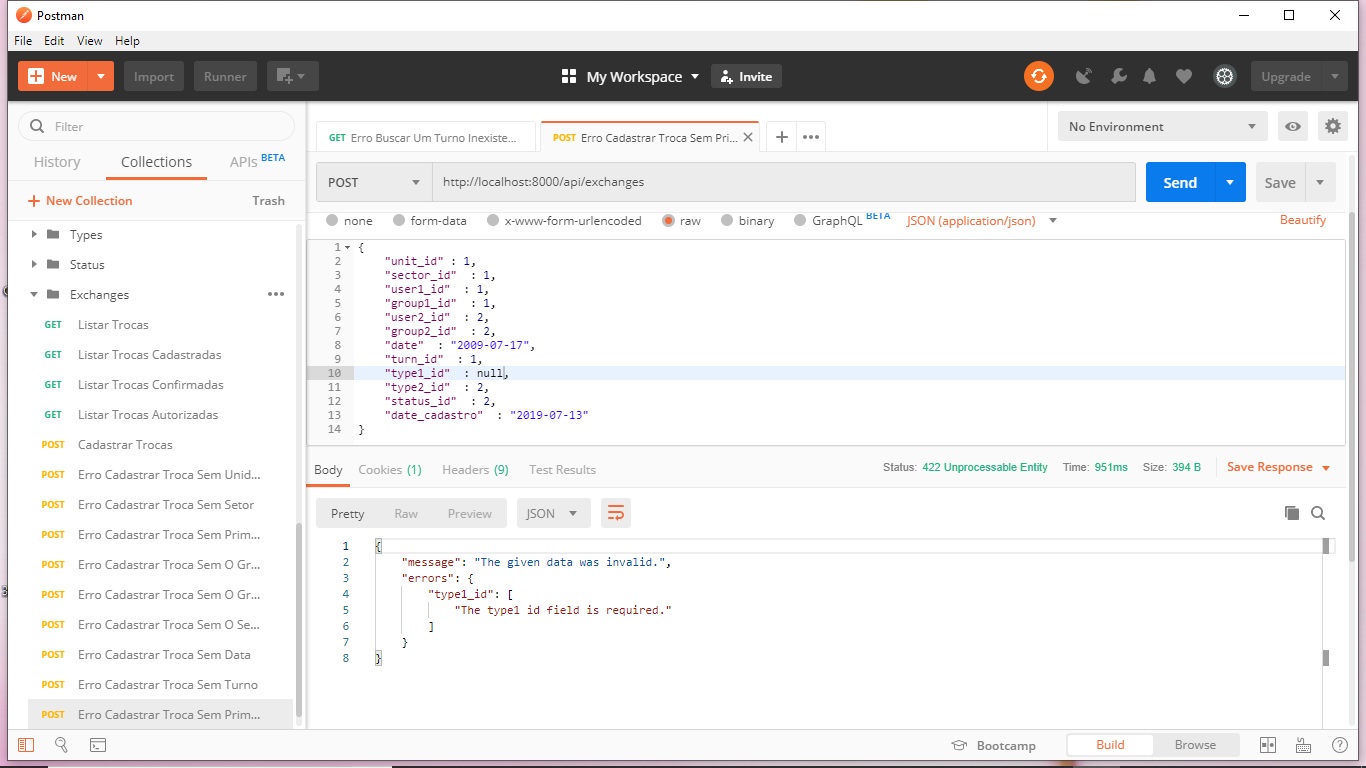 Postman
File Edit View Help
New Import Runner My Workspace Invite Upgrade
Filter
History Collections APIs BETA
New Collection Trash
Types
Status
Exchanges
GET Listar Trocas
GET Listar Trocas Cadastradas
GET Listar Trocas Confirmadas
GET Listar Trocas Autorizadas
POST Cadastrar Trocas
POST Erro Cadastrar Troca Sem Unid...
POST Erro Cadastrar Troca Sem Setor
POST Erro Cadastrar Troca Sem Prim...
POST Erro Cadastrar Troca Sem O Gr...
POST Erro Cadastrar Troca Sem O Gr...
POST Erro Cadastrar Troca Sem O Se...
POST Erro Cadastrar Troca Sem Data
POST Erro Cadastrar Troca Sem Turno
POST Erro Cadastrar Troca Sem Prim...
GET Erro Buscar Um Turno Inexiste... POST Erro Cadastrar Troca Sem Pri... No Environment
POST http://localhost:8000/api/exchanges Send Save
none form-data x-www-form-urlencoded raw binary GraphQL BETA JSON (application/json) Beautify
1 {
2 "unit_id" : 1,
3 "sector_id" : 1,
4 "user1_id" : 1,
5 "group1_id" : 1,
6 "user2_id" : 2,
7 "group2_id" : 2,
8 "date" : "2009-07-17",
9 "turn_id" : 1,
10 "type1_id" : null,
11 "type2_id" : 2,
12 "status_id" : 2,
13 "date_cadastro" : "2019-07-13"
14 }
Body Cookies (1) Headers (9) Test Results Status: 422 Unprocessable Entity Time: 951ms Size: 394 B Save Response
Pretty Raw Preview JSON
1 {
2 "message": "The given data was invalid.",
3 "errors": {
4 "type1_id": [
5 "The type1 id field is required."
6 ]
7 }
8 }
Bootcamp Build Browse